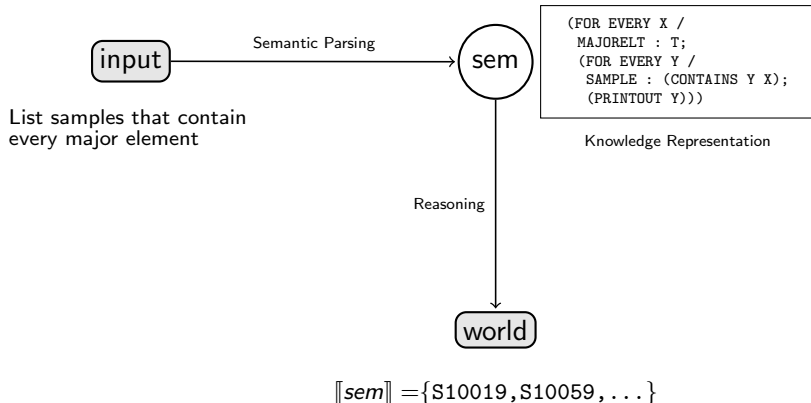 input
Semantic Parsing
sem
(FOR EVERY X /
MAJORELT : T;
(FOR EVERY Y /
SAMPLE : (CONTAINS Y X);
(PRINTOUT Y)))
List samples that contain
every major element
Knowledge Representation
Reasoning
world
⟦sem⟧ ={S10019,S10059,...}